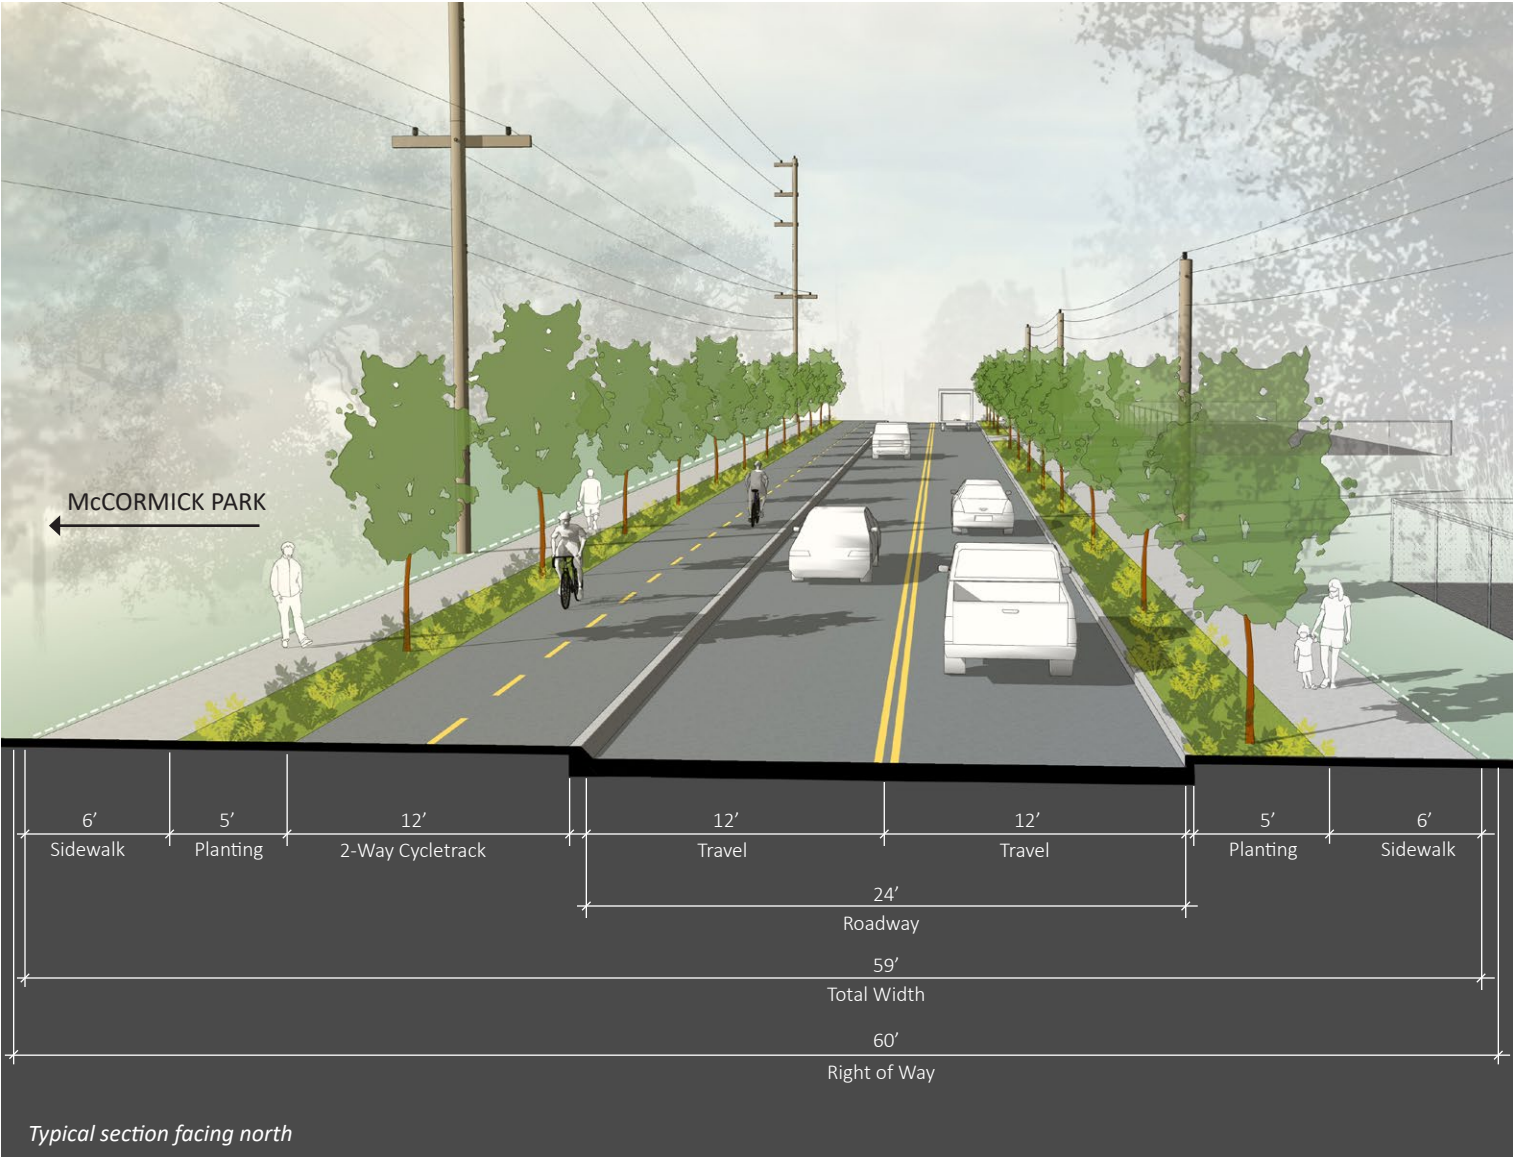 McCORMICK PARK
6’ 5’ 12’ 12’ 12’ 5’ 6’
Sidewalk Planting 2-Way Cycletrack Travel Travel Planting Sidewalk
24’
Roadway
59’
Total Width
60’
Right of Way
Typical section facing north